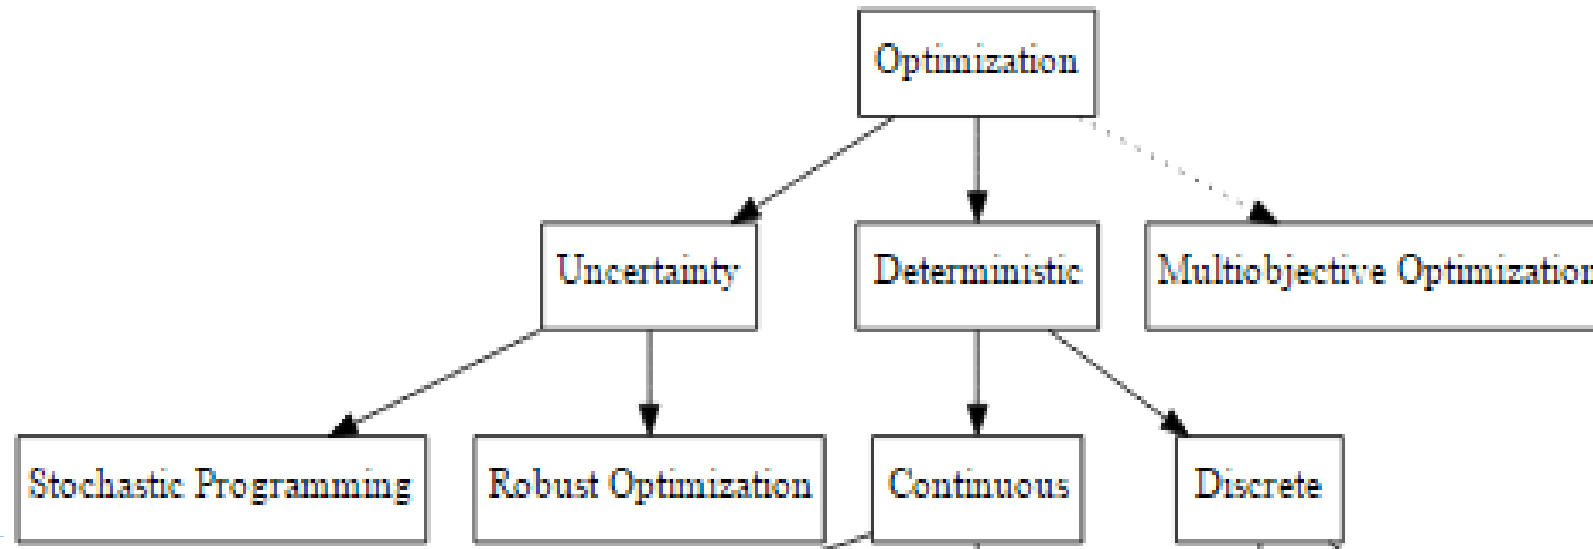 Optimization
Uncertainty
Deterministic
Multiobjective Optimization
Stochastic Programming
Robust Optimization
Continuous
Discrete